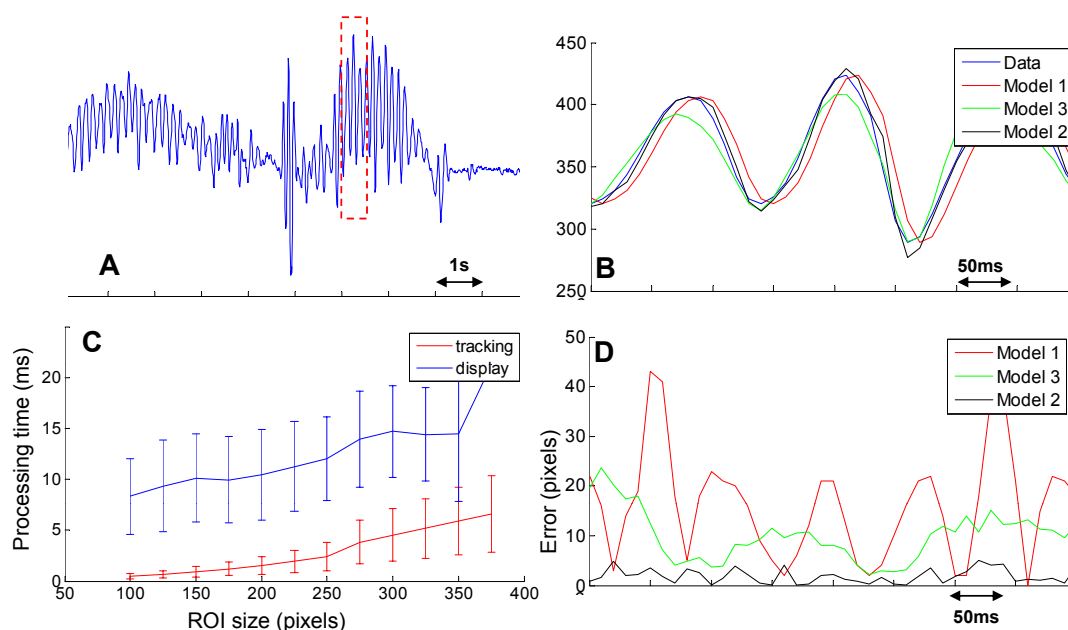 A
1s
450
400
350
300
250
B
Data
Model 1
Model 3
Model 2
50ms
C
Processing time (ms)
20
15
10
5
0
tracking
display
50
100
150
200
250
300
350
400
ROI size (pixels)
D
Error (pixels)
50
40
30
20
10
0
Model 1
Model 3
Model 2
50ms